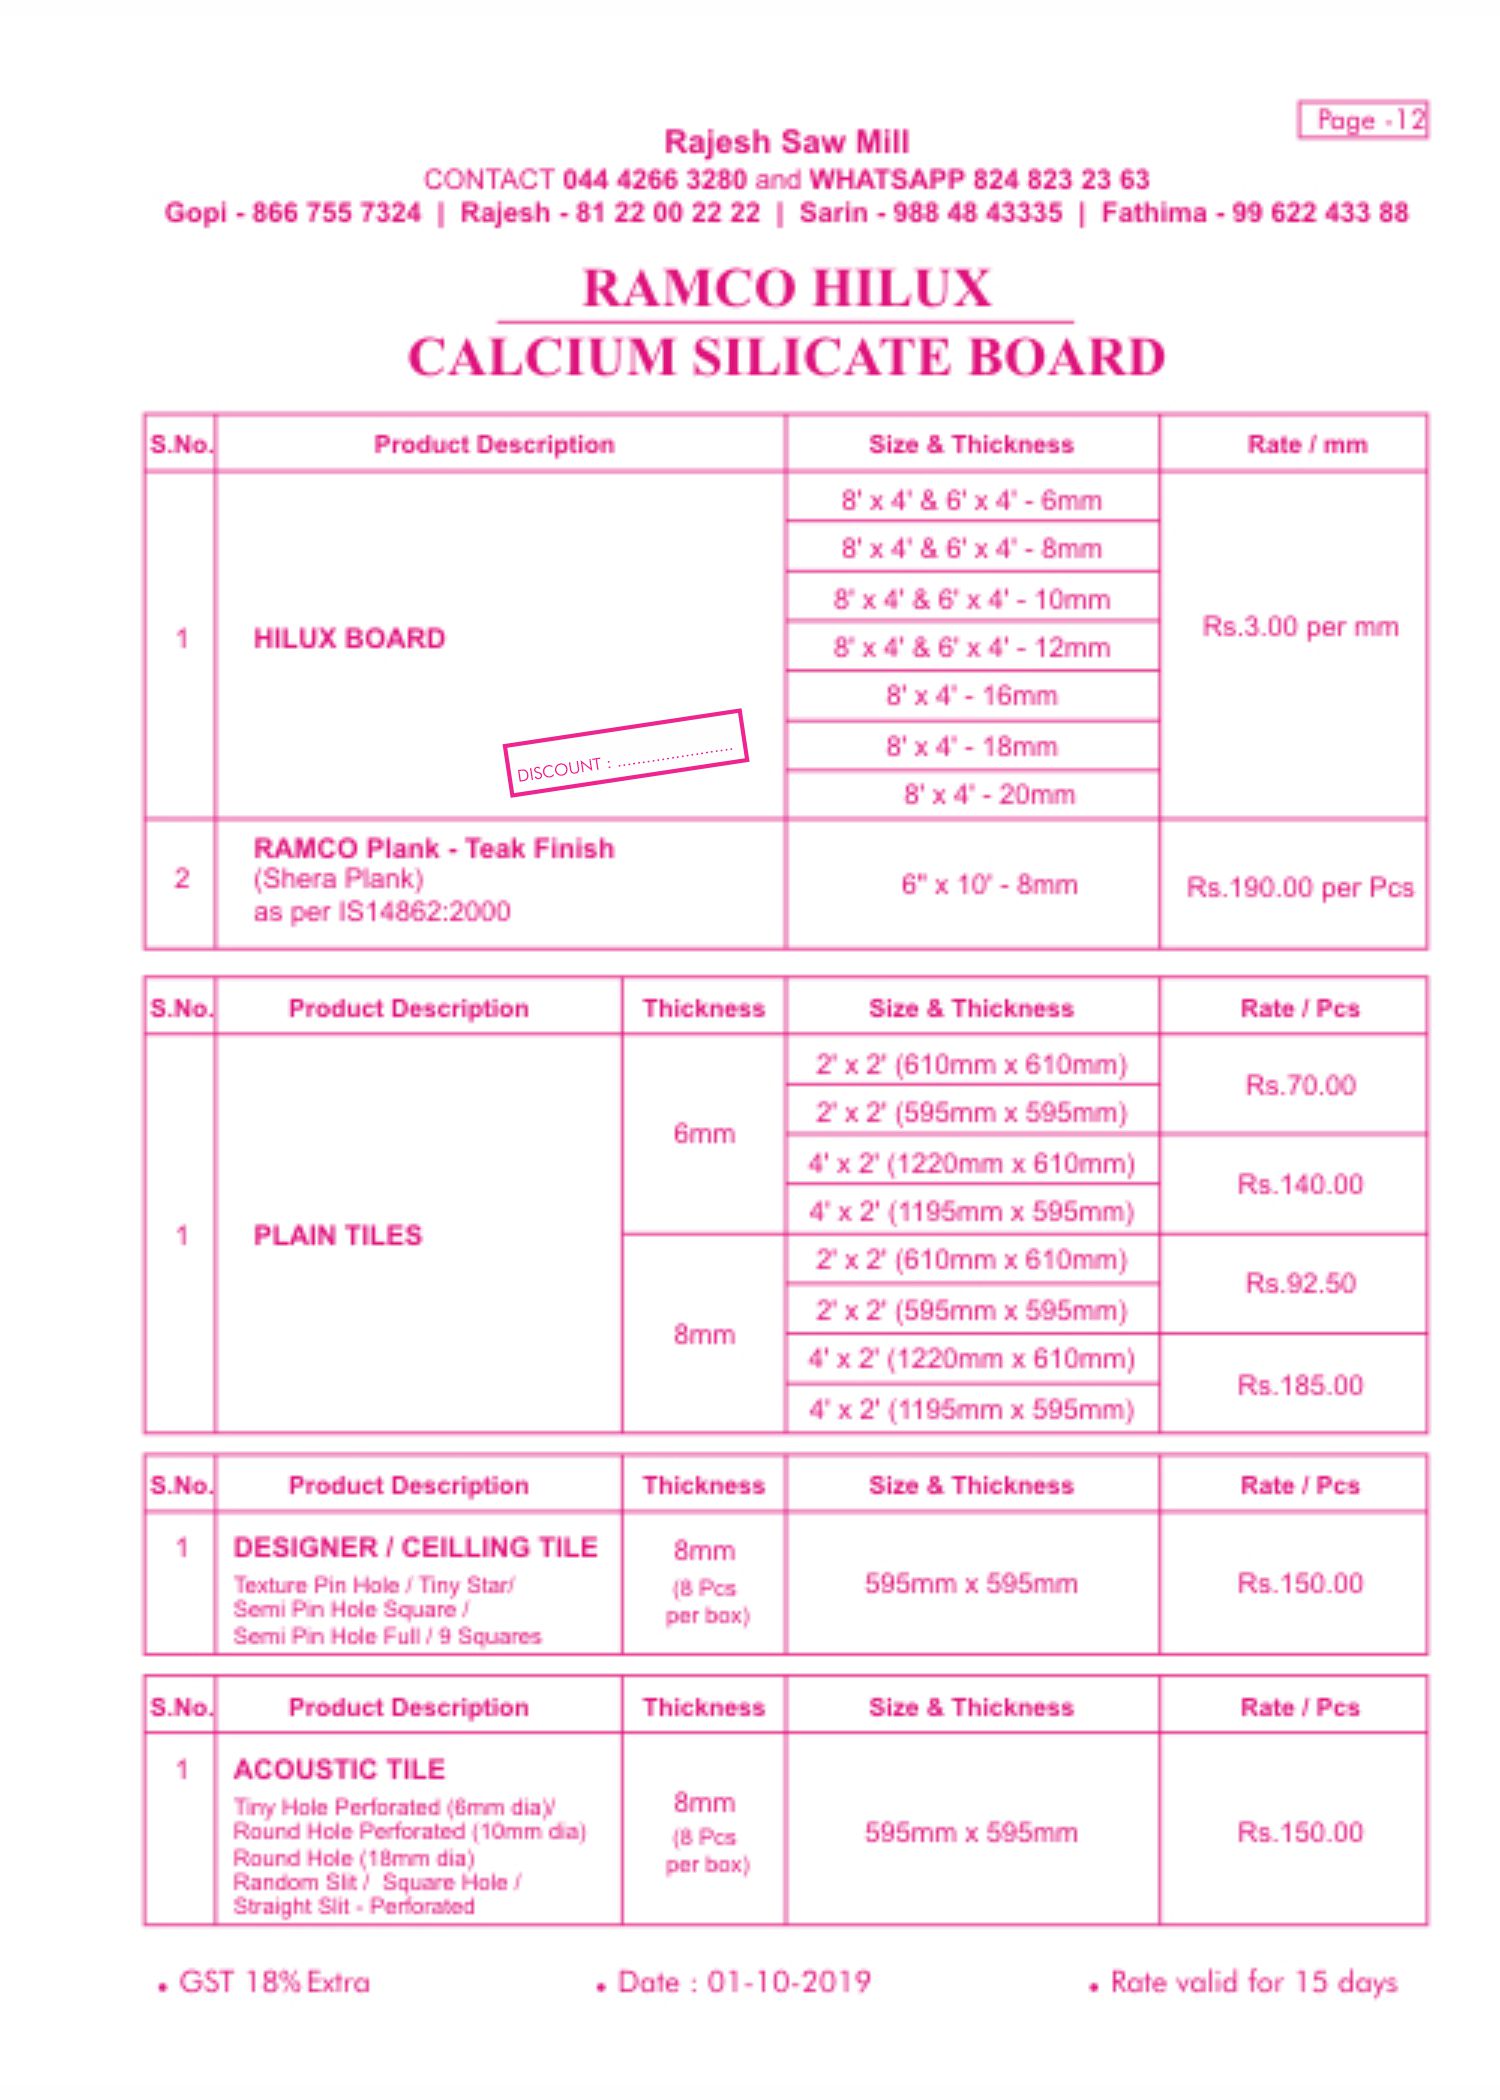 Page -12
Rajesh Saw Mill
CONTACT 044 4266 3280 and WHATSAPP 824 823 23 63
Gopi - 866 755 7324 | Rajesh - 81 22 00 22 22 | Sarin - 988 48 43335 | Fathima - 99 622 433 88
RAMCO HILUX
CALCIUM SILICATE BOARD
S.No. Product Description Size & Thickness Rate / mm
8' x 4' & 6' x 4' - 6mm
8' x 4' & 6' x 4' - 8mm
8' x 4' & 6' x 4' - 10mm
1 HILUX BOARD 8' x 4' & 6' x 4' - 12mm Rs.3.00 per mm
8' x 4' - 16mm
8' x 4' - 18mm
DISCOUNT : ........................
8' x 4' - 20mm
RAMCO Plank - Teak Finish
2 (Shera Plank) 6" x 10' - 8mm Rs.190.00 per Pcs
as per IS14862:2000
S.No. Product Description Thickness Size & Thickness Rate / Pcs
1 PLAIN TILES
6mm
2' x 2' (610mm x 610mm)
2' x 2' (595mm x 595mm)
Rs.70.00
4' x 2' (1220mm x 610mm)
4' x 2' (1195mm x 595mm)
Rs.140.00
8mm
2' x 2' (610mm x 610mm)
2' x 2' (595mm x 595mm)
Rs.92.50
4' x 2' (1220mm x 610mm)
4' x 2' (1195mm x 595mm)
Rs.185.00
S.No. Product Description Thickness Size & Thickness Rate / Pcs
1 DESIGNER / CEILLING TILE
Texture Pin Hole / Tiny Star/
Semi Pin Hole Square /
Semi Pin Hole Full / 9 Squares
8mm
(8 Pcs
per box)
595mm x 595mm
Rs.150.00
S.No. Product Description Thickness Size & Thickness Rate / Pcs
1 ACOUSTIC TILE
Tiny Hole Perforated (6mm dia)/
Round Hole Perforated (10mm dia)
Round Hole (18mm dia)
Random Slit / Square Hole /
Straight Slit - Perforated
8mm
(8 Pcs
per box)
595mm x 595mm
Rs.150.00
• GST 18% Extra • Date : 01-10-2019 • Rate valid for 15 days